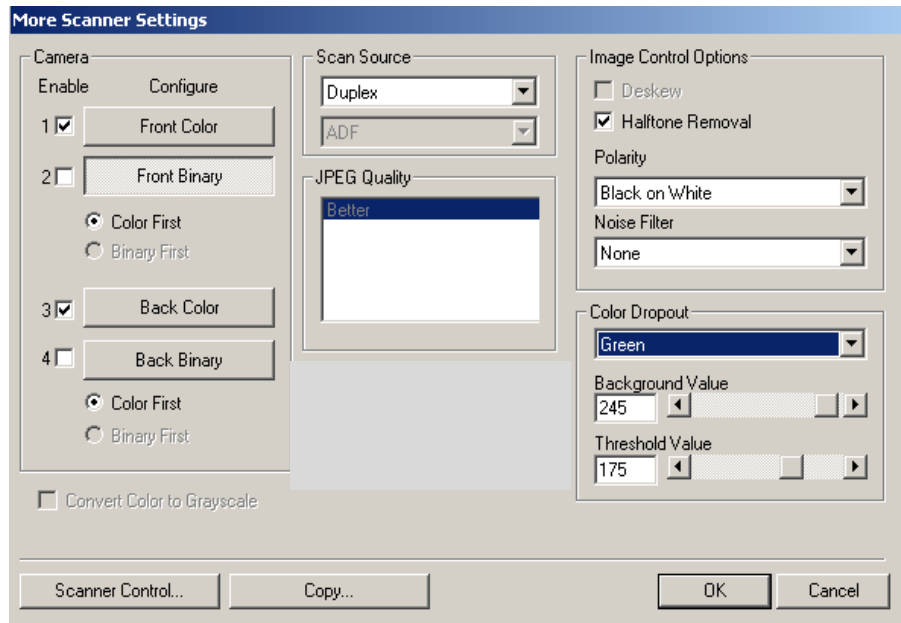 More Scanner Settings
Camera
Enable Configure
1 Front Color
2 Front Binary
Color First
Binary First
3 Back Color
4 Back Binary
Color First
Binary First
Convert Color to Grayscale
Scan Source
Duplex
ADF
JPEG Quality
Better
Image Control Options
Deskew
Halftone Removal
Polarity
Black on White
Noise Filter
None
Color Dropout
Green
Background Value
245
Threshold Value
175
Scanner Control...
Copy...
OK
Cancel